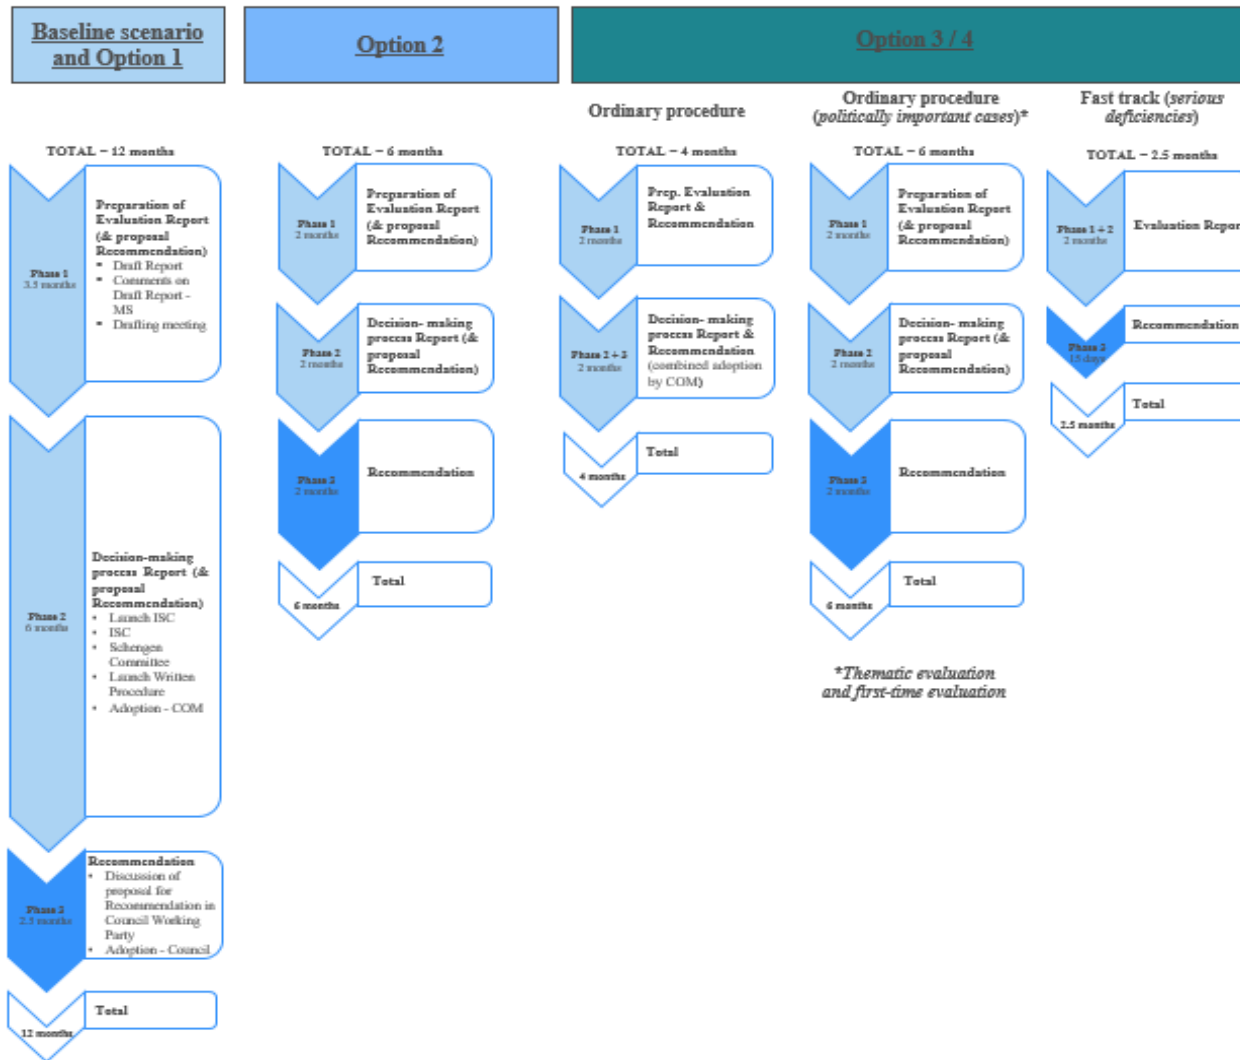 Baseline scenario
and Option 1
Option 2
Option 3 / 4
Ordinary procedure
Ordinary procedure
(politically important cases)*
Fast track (serious
deficiencies)
TOTAL – 12 months
TOTAL – 6 months
TOTAL – 4 months
TOTAL – 6 months
TOTAL – 2.5 months
Phase 1
3.5 months
Preparation of
Evaluation Report
(& proposal
Recommendation)
Draft Report
Comments on
Draft Report -
MS
Drafting meeting
Phase 2
6 months
Decision-making
process Report (&
proposal
Recommendation)
• Launch ISC
• ISC
• Schengen
Committee
• Launch Written
Procedure
• Adoption - COM
Phase 3
2.5 months
Recommendation
• Discussion of
proposal for
Recommendation in
Council Working
Party
• Adoption - Council
12 months
Total
Phase 1
2 months
Preparation of
Evaluation Report
(& proposal
Recommendation)
Phase 2
2 months
Decision- making
process Report (&
proposal
Recommendation)
Phase 3
2 months
Recommendation
6 months
Total
Phase 1
2 months
Prep. Evaluation
Report &
Recommendation
Phase 2 + 3
2 months
Decision- making
process Report &
Recommendation
(combined adoption
by COM)
4 months
Total
Phase 1
2 months
Preparation of
Evaluation Report
(& proposal
Recommendation)
Phase 2
2 months
Decision- making
process Report (&
proposal
Recommendation)
Phase 3
2 months
Recommendation
6 months
Total
*Thematic evaluation
and first-time evaluation
Phase 1 + 2
2 months
Evaluation Report
Phase 3
15 days
Recommendation
2.5 months
Total